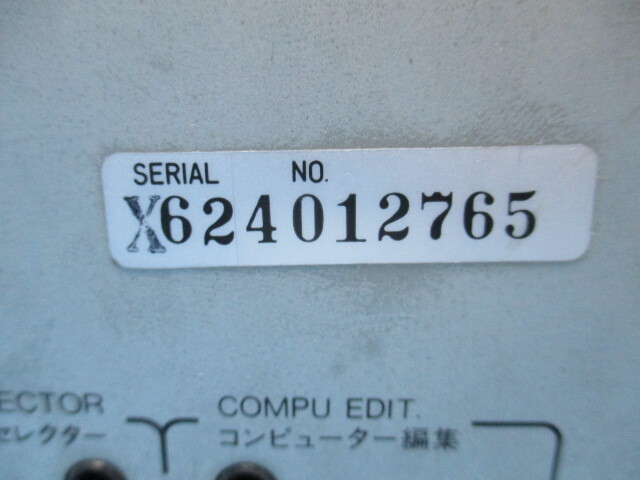 SERIAL NO.
X624012765
ECTOR COMPU EDIT.
セレクター コンピューター編集